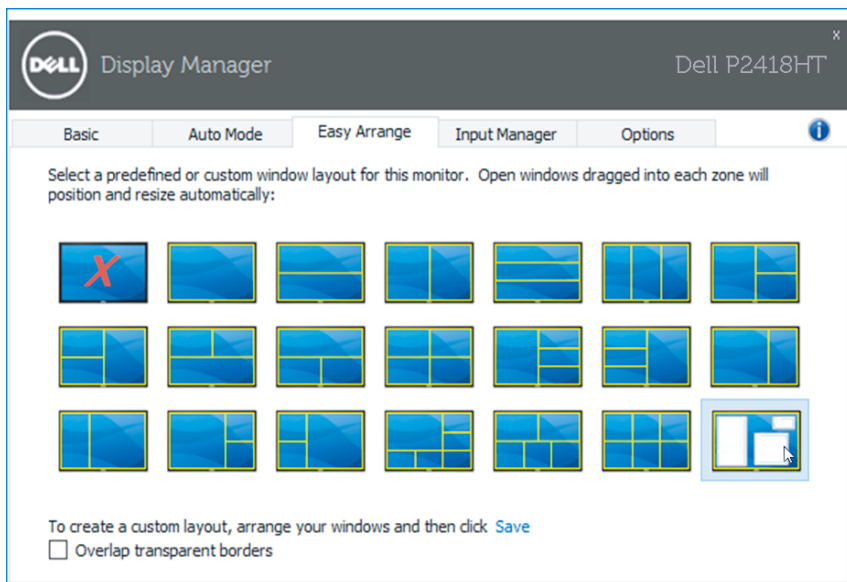 DELL Display Manager
x
Dell P2418HT
Basic Auto Mode Easy Arrange Input Manager Options
i
Select a predefined or custom window layout for this monitor. Open windows dragged into each zone will
position and resize automatically:
X
To create a custom layout, arrange your windows and then click Save
Overlap transparent borders